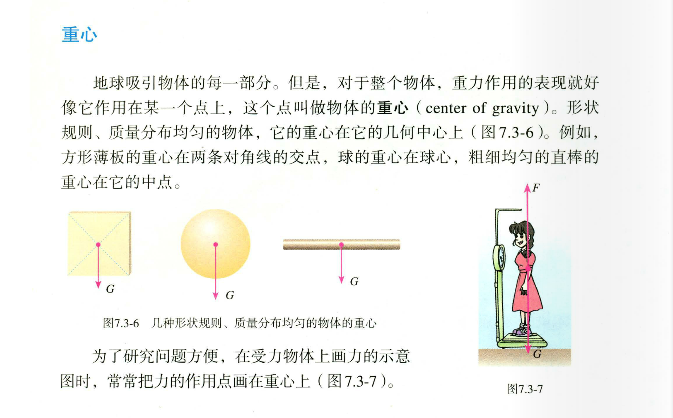 重心
地球吸引物体的每一部分。但是，对于整个物体，重力作用的表现就好
像它作用在某一个点上，这个点叫做物体的重心（center of gravity）。形状
规则、质量分布均匀的物体，它的重心在它的几何中心上（图7.3-6）。例如，
方形薄板的重心在两条对角线的交点，球的重心在球心，粗细均匀的直棒的
重心在它的中点。
F
G
G
G
G
图7.3-6 几种形状规则、质量分布均匀的物体的重心
为了研究问题方便，在受力物体上画力的示意
图时，常常把力的作用点画在重心上（图7.3-7）。
图7.3-7